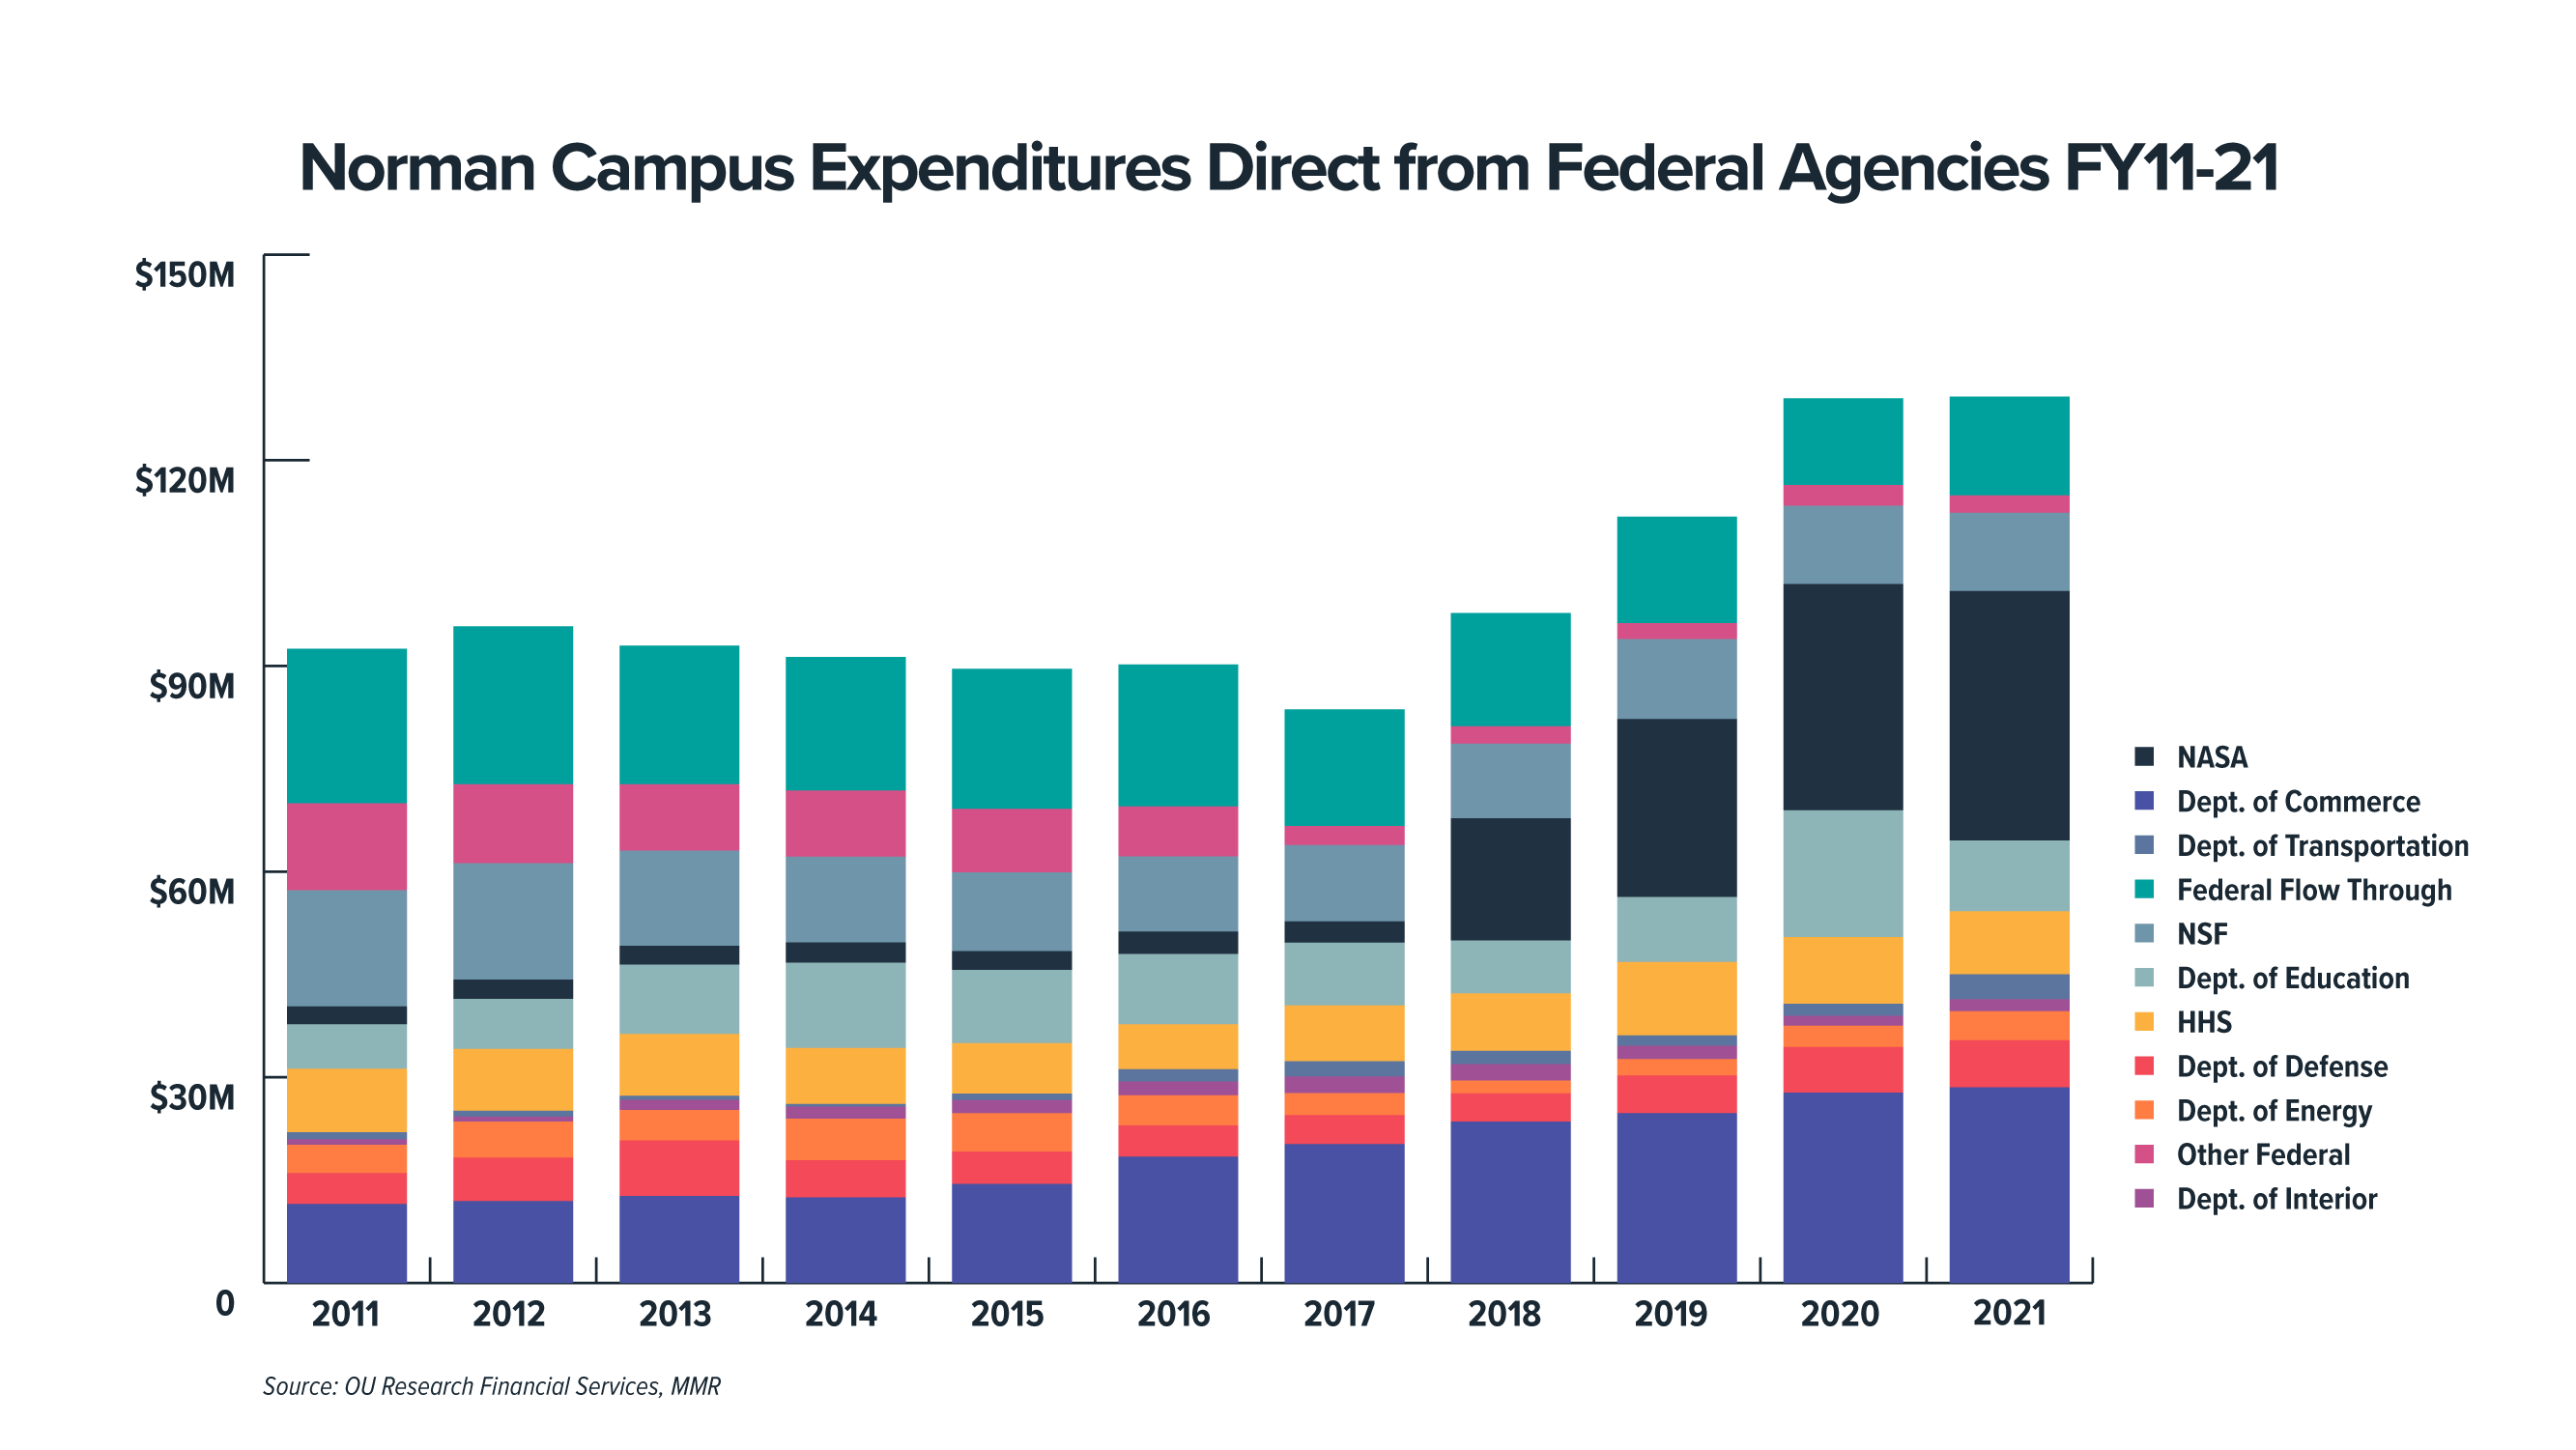 Norman Campus Expenditures Direct from Federal Agencies FY11-21
$150M
$120M
$90M
$60M
$30M
0
2011 2012 2013 2014 2015 2016 2017 2018 2019 2020 2021
NASA
Dept. of Commerce
Dept. of Transportation
Federal Flow Through
NSF
Dept. of Education
HHS
Dept. of Defense
Dept. of Energy
Other Federal
Dept. of Interior
Source: OU Research Financial Services, MMR